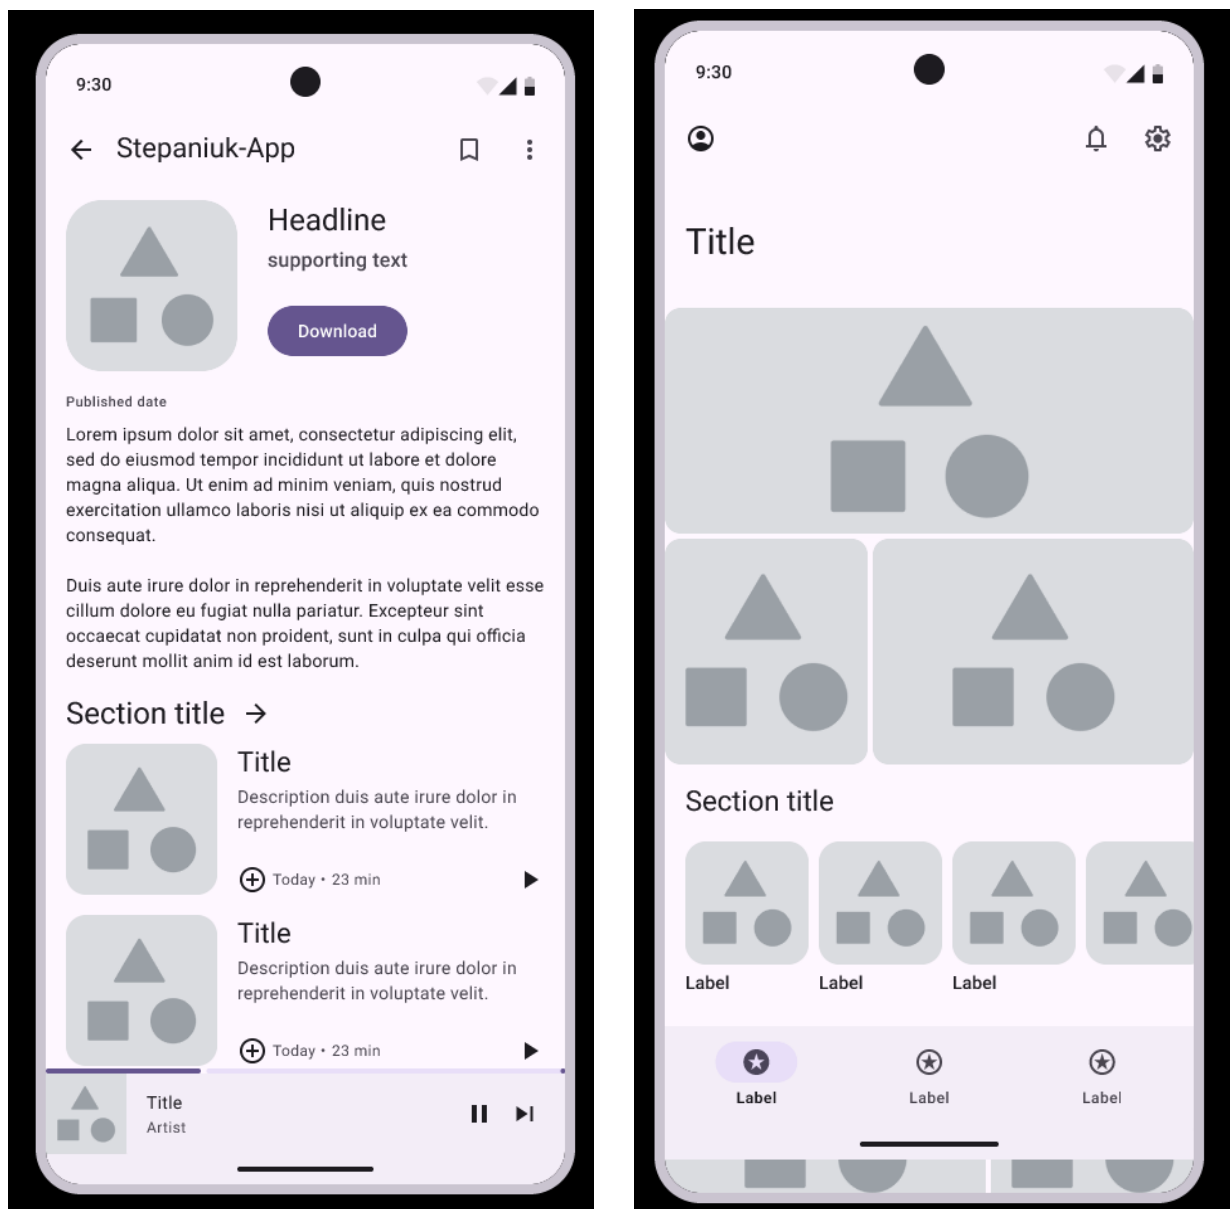 9:30
Stepaniuk-App
Headline
supporting text
Download
Published date
Lorem ipsum dolor sit amet, consectetur adipiscing elit,
sed do eiusmod tempor incididunt ut labore et dolore
magna aliqua. Ut enim ad minim veniam, quis nostrud
exercitation ullamco laboris nisi ut aliquip ex ea commodo
consequat.
Duis aute irure dolor in reprehenderit in voluptate velit esse
cillum dolore eu fugiat nulla pariatur. Excepteur sint
occaecat cupidatat non proident, sunt in culpa qui officia
deserunt mollit anim id est laborum.
Section title
Title
Description duis aute irure dolor in
reprehenderit in voluptate velit.
Today • 23 min
Title
Description duis aute irure dolor in
reprehenderit in voluptate velit.
Today • 23 min
Title
Artist
9:30
Title
Section title
Label
Label
Label
Label
Label
Label